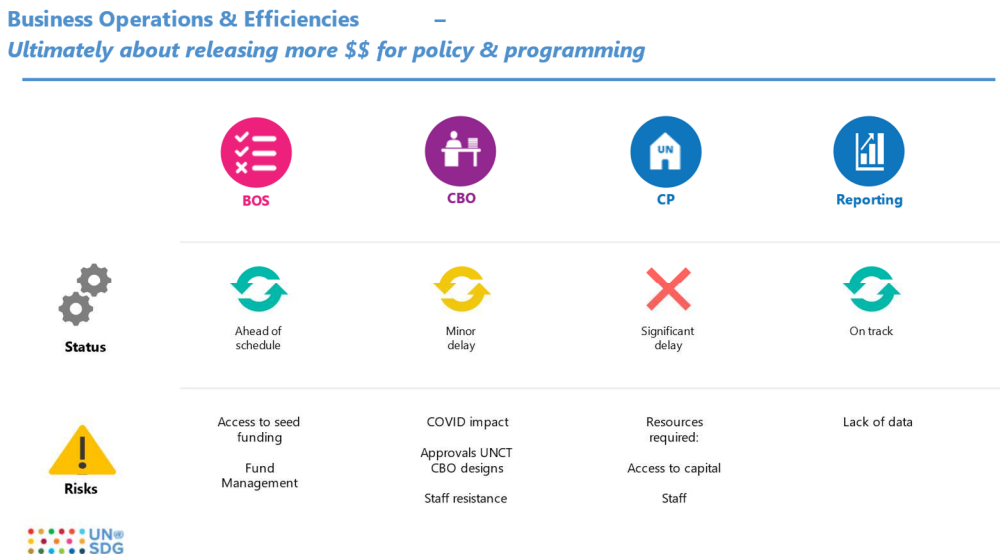 Business Operations & Efficiencies –
Ultimately about releasing more $$ for policy & programming
UN
BOS
CBO
CP
Reporting
Status
Ahead of
schedule
Minor
delay
Significant
delay
On track
Risks
Access to seed
funding
Fund
Management
COVID impact
Approvals UNCT
CBO designs
Staff resistance
Resources
required:
Access to capital
Staff
Lack of data
UN
SDG